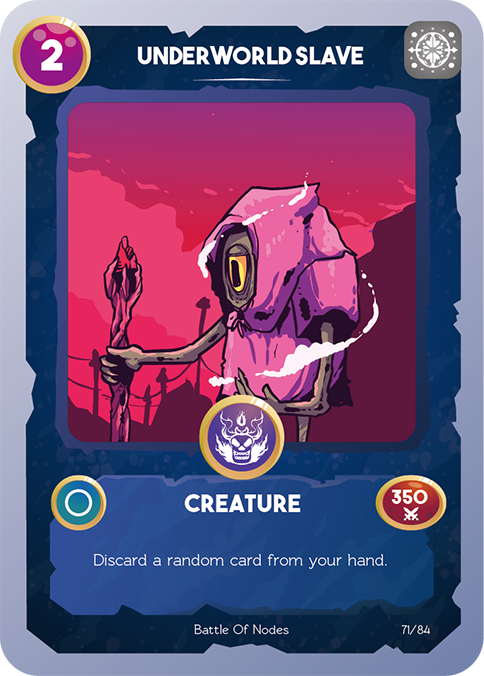 2
UNDERWORLD SLAVE
CREATURE
350
Discard a random card from your hand.
Battle Of Nodes
71/84